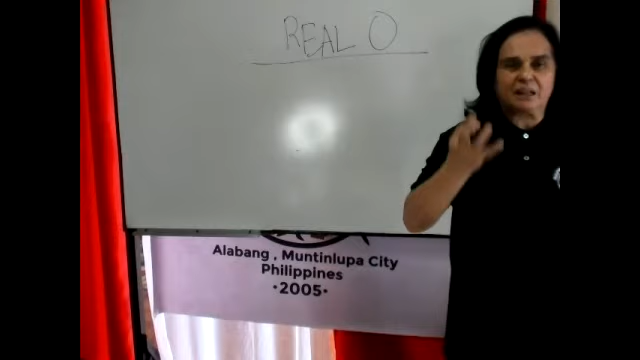 REAL O
Alabang , Muntinlupa City
Philippines
•2005•